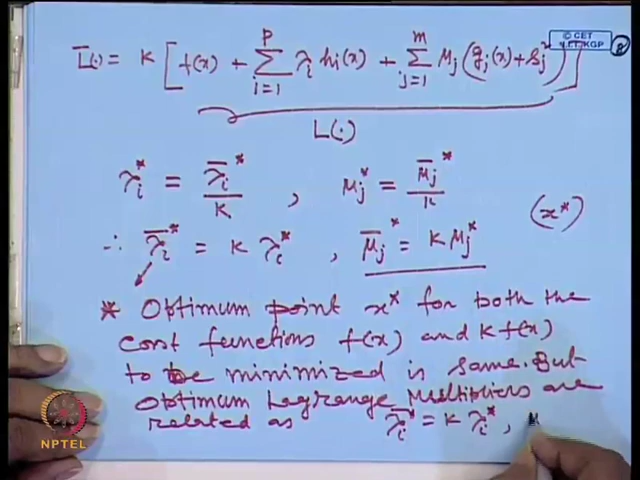 © CET
I.I.T. KGP
8
L̄(·) = K [ f(x) + Σ_{i=1}^{p} λ_i h_i(x) + Σ_{j=1}^{m} μ_j (g_j(x) + s_j²) ]
L(·)
λ_i* = λ̄_i*/K , μ_j* = μ̄_j*/K (x*)
∴ λ̄_i* = K λ_i* , μ̄_j* = K μ_j*
* Optimum point x* for both the
cost functions f(x) and K f(x)
to be minimized is same. But
optimum Lagrange Multipliers are
related as λ̄_i* = K λ_i* ,
NPTEL